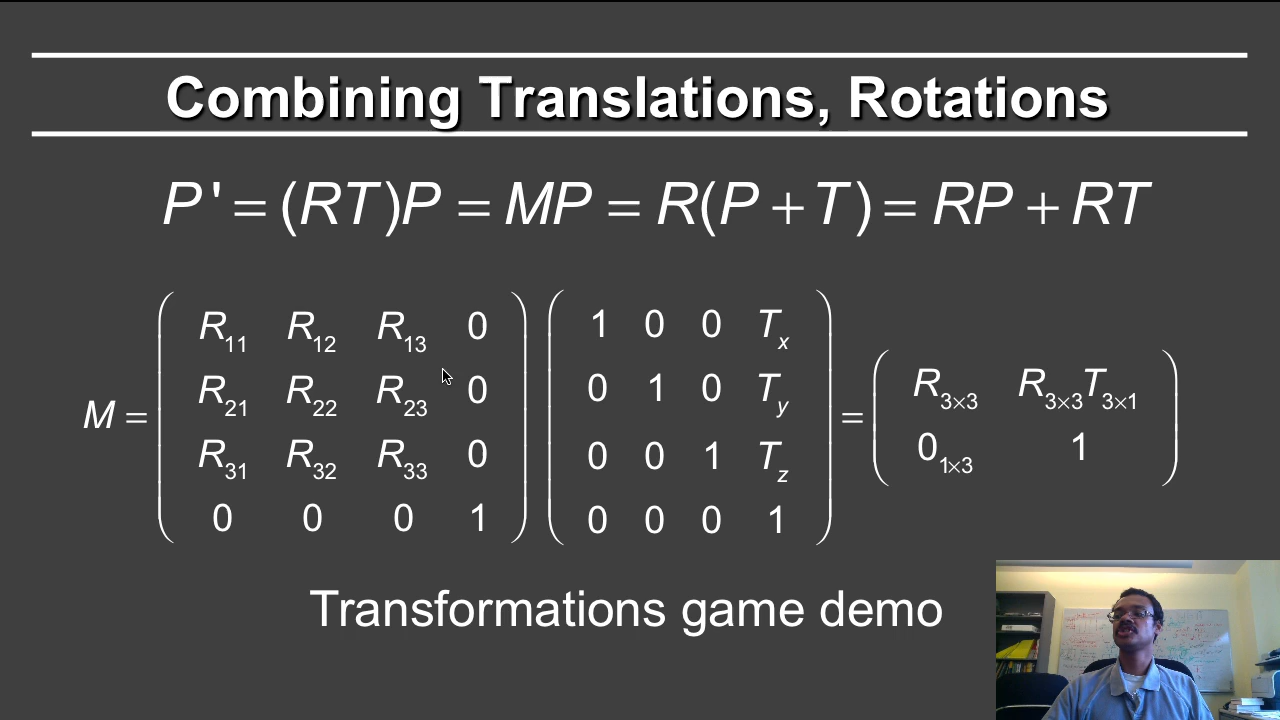 Combining Translations, Rotations
P' = (RT)P = MP = R(P + T) = RP + RT
M = ( R11 R12 R13 0 ) ( 1 0 0 Tx ) = ( R3×3 R3×3T3×1 )
R21 R22 R23 0 0 1 0 Ty 01×3 1
R31 R32 R33 0 0 0 1 Tz
0 0 0 1 0 0 0 1
Transformations game demo